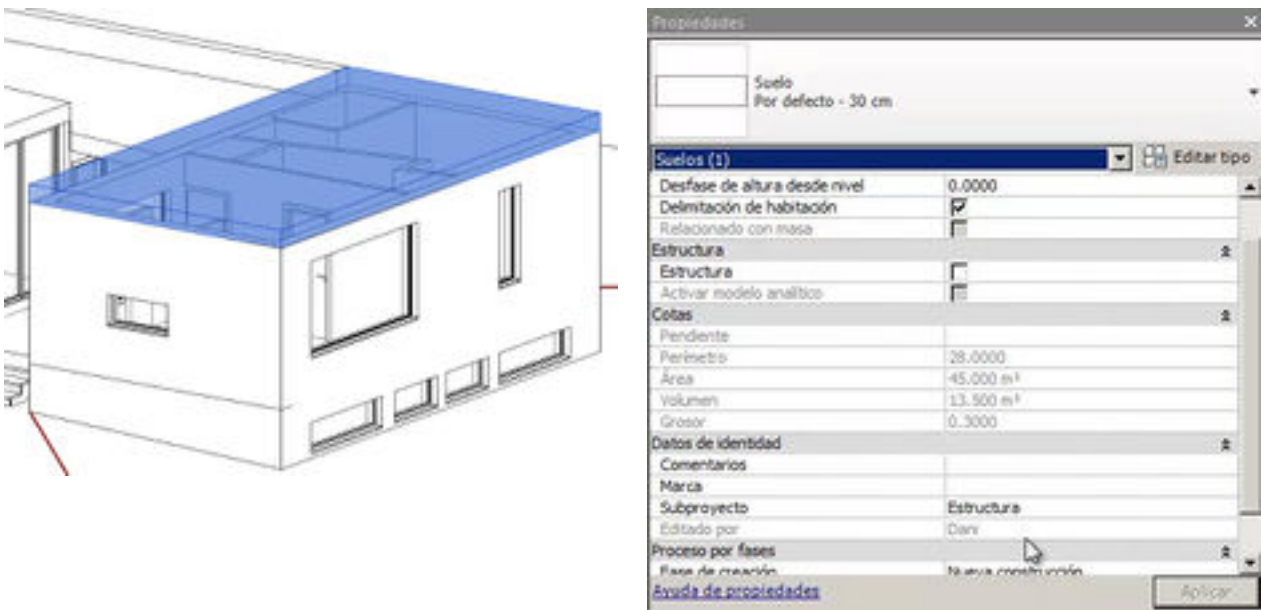 Propiedades
Suelo
Por defecto - 30 cm
Suelos (1)
Editar tipo
Desfase de altura desde nivel 0.0000
Delimitación de habitación
Relacionado con masa
Estructura
Estructura
Activar modelo analítico
Cotas
Pendiente
Perímetro 28.0000
Área 45.000 m²
Volumen 13.500 m³
Grosor 0.3000
Datos de identidad
Comentarios
Marca
Subproyecto Estructura
Editado por Dani
Proceso por fases
Fase de creación Nueva construcción
Ayuda de propiedades Aplicar